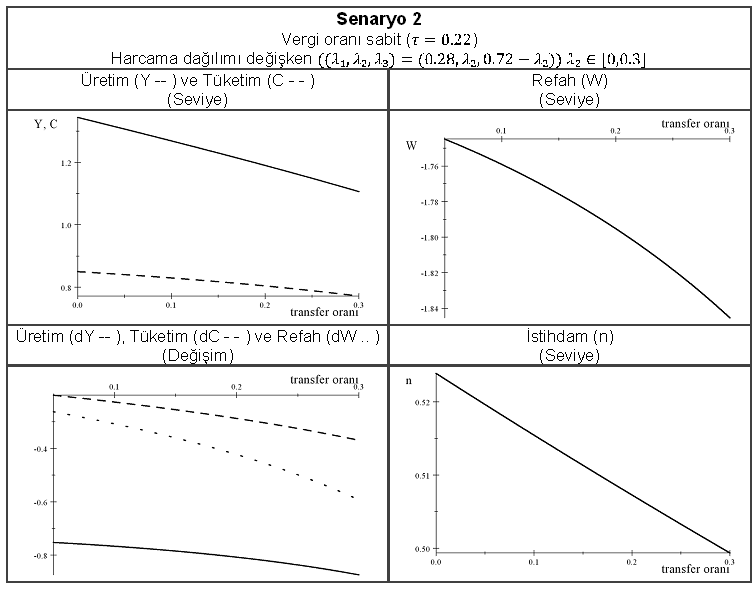 Senaryo 2
Vergi oranı sabit (τ = 0.22)
Harcama dağılımı değişken ((λ₁, λ₂, λ₃) = (0.28, λ₂, 0.72 − λ₂)) λ₂ ∈ [0,0.3]
Üretim (Y -- ) ve Tüketim (C - - )
(Seviye)
Refah (W)
(Seviye)
Y, C
1.2
1.0
0.8
0.0 0.1 0.2 0.3
transfer oranı
transfer oranı
0.1 0.2 0.3
W
-1.76
-1.78
-1.80
-1.82
-1.84
Üretim (dY -- ), Tüketim (dC - - ) ve Refah (dW .. )
(Değişim)
İstihdam (n)
(Seviye)
transfer oranı
0.1 0.2 0.3
-0.4
-0.6
-0.8
n
0.52
0.51
0.50
0.0 0.1 0.2 0.3
transfer oranı